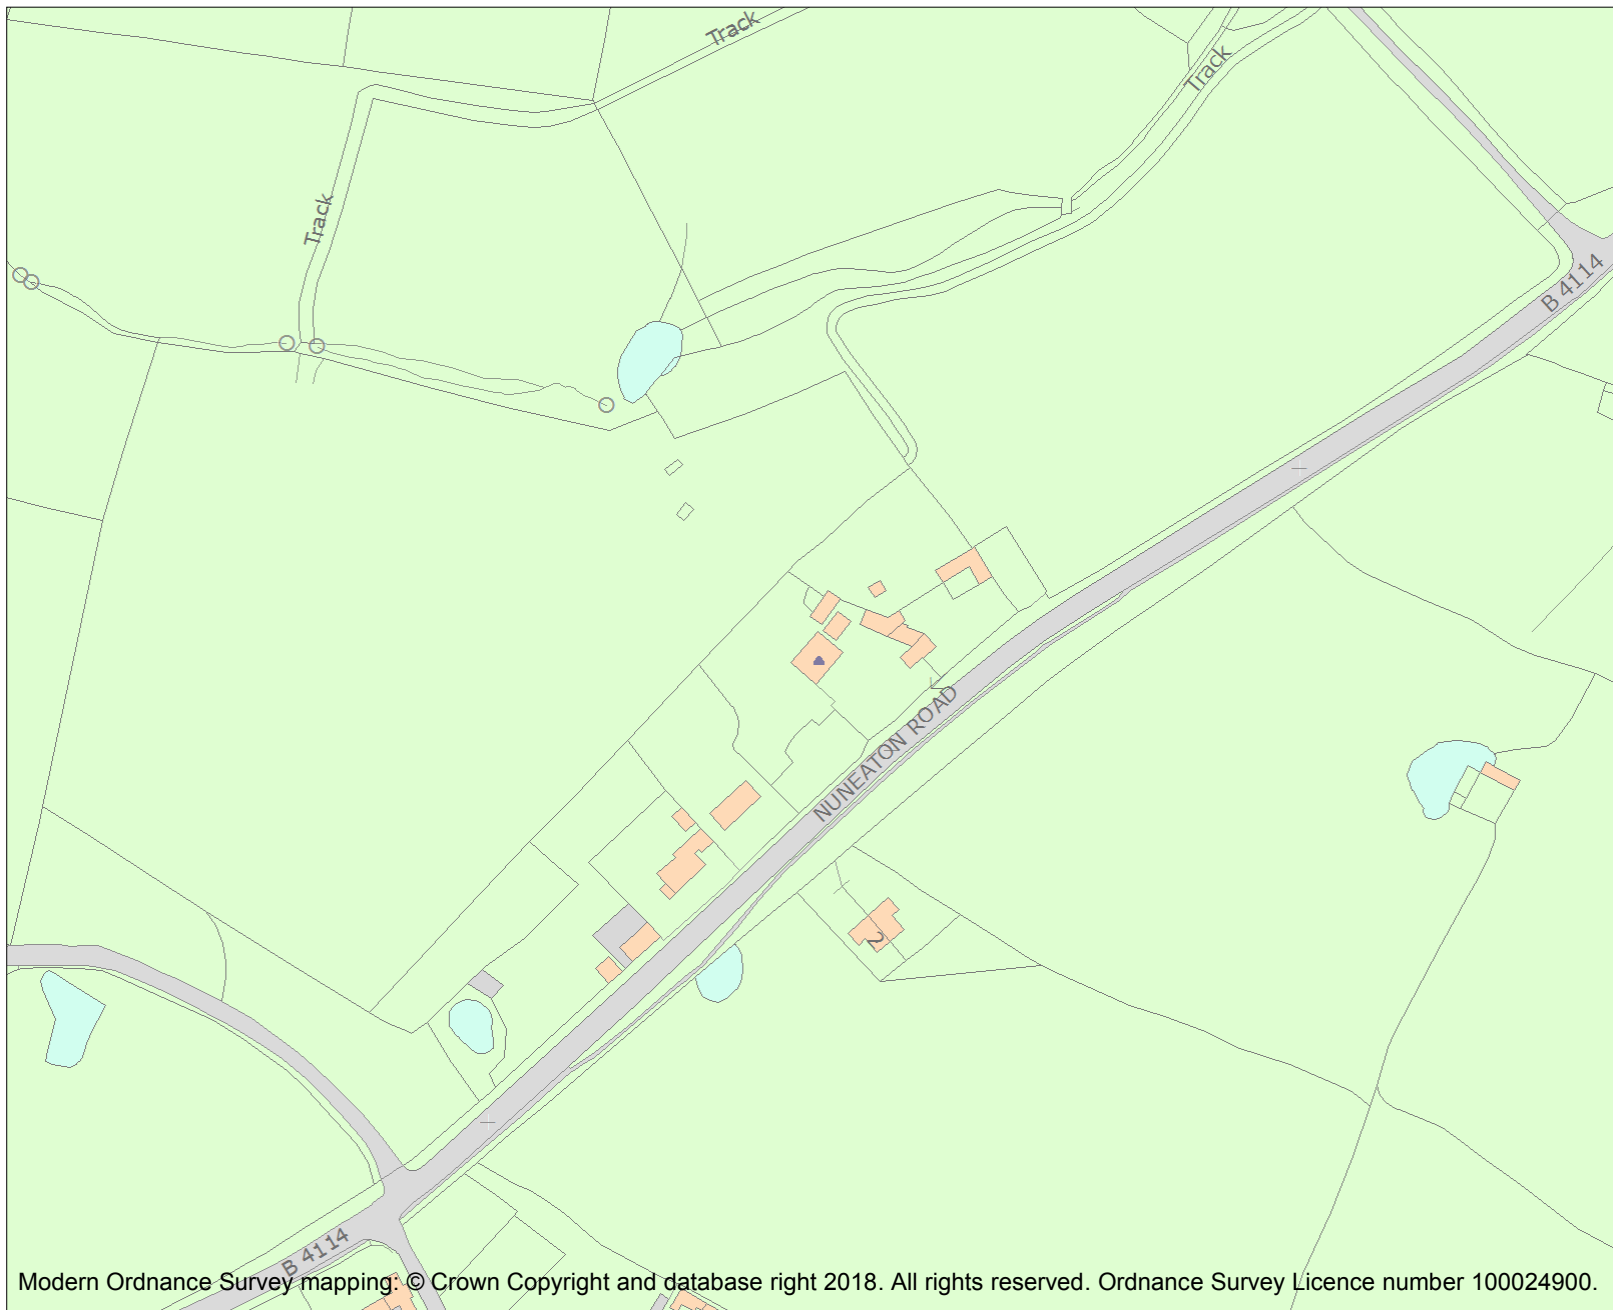 Track
Track
Track
B 4114
NUNEATON ROAD
2
B 4114
Modern Ordnance Survey mapping: © Crown Copyright and database right 2018. All rights reserved. Ordnance Survey Licence number 100024900.